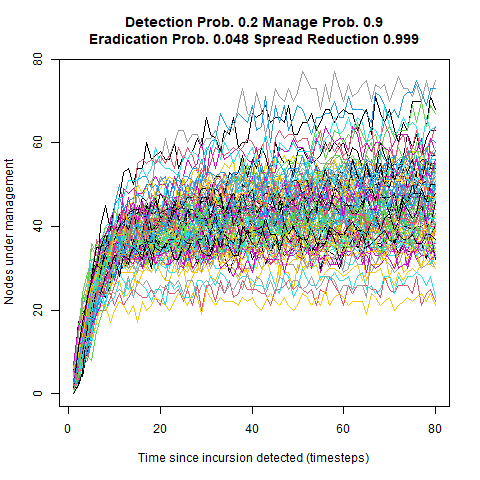 Detection Prob. 0.2 Manage Prob. 0.9
Eradication Prob. 0.048 Spread Reduction 0.999
80
60
40
20
0
Nodes under management
0 20 40 60 80
Time since incursion detected (timesteps)